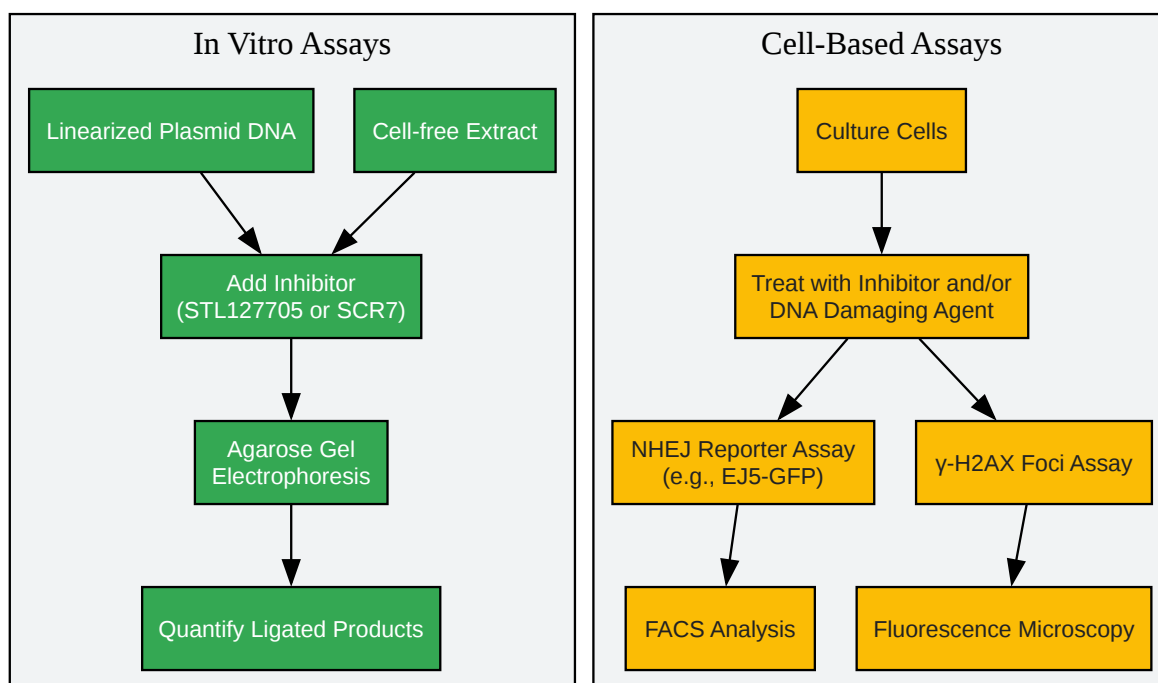 In Vitro Assays
Linearized Plasmid DNA
Cell-free Extract
Add Inhibitor
(STL127705 or SCR7)
Agarose Gel
Electrophoresis
Quantify Ligated Products
Cell-Based Assays
Culture Cells
Treat with Inhibitor and/or
DNA Damaging Agent
NHEJ Reporter Assay
(e.g., EJ5-GFP)
γ-H2AX Foci Assay
FACS Analysis
Fluorescence Microscopy